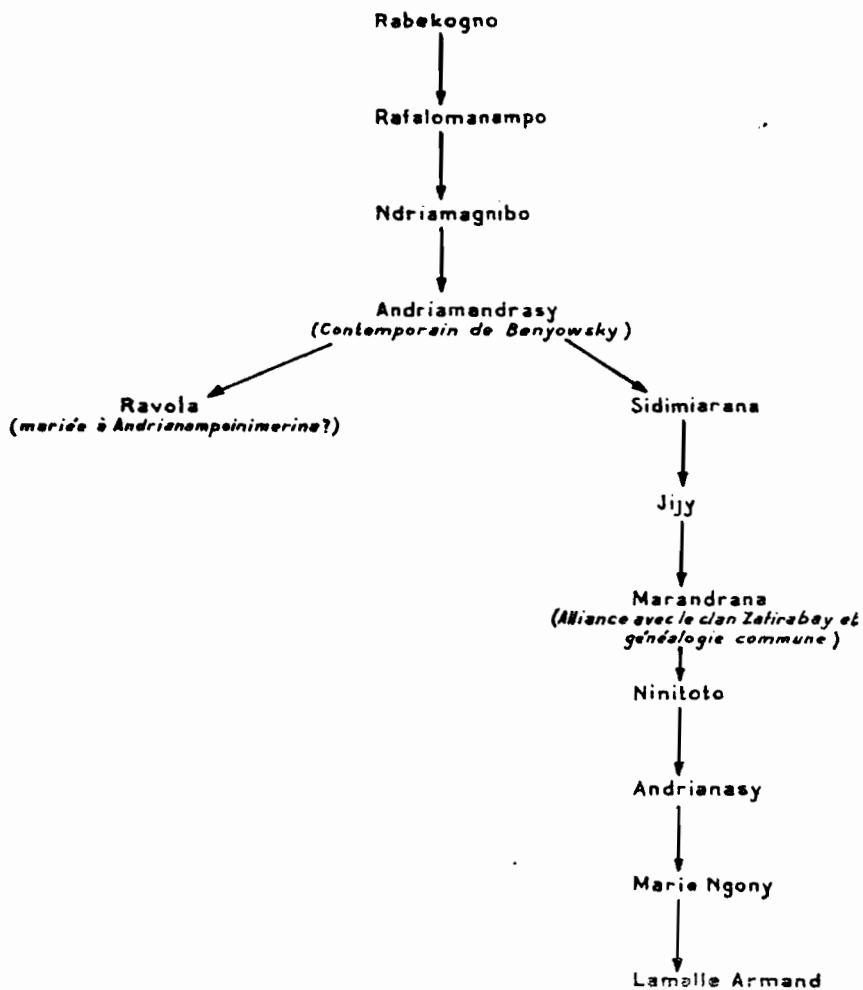 Rabekogno
Rafalomanampo
Ndriamagnibo
Andriamandrasy
(Contemporain de Benyowsky)
Ravola
(mariée à Andrianampoinimerina?)
Sidimiarana
Jijy
Marandrana
(Alliance avec le clan Zafirabay et
généalogie commune)
Ninitoto
Andrianasy
Marie Ngony
Lamalle Armand